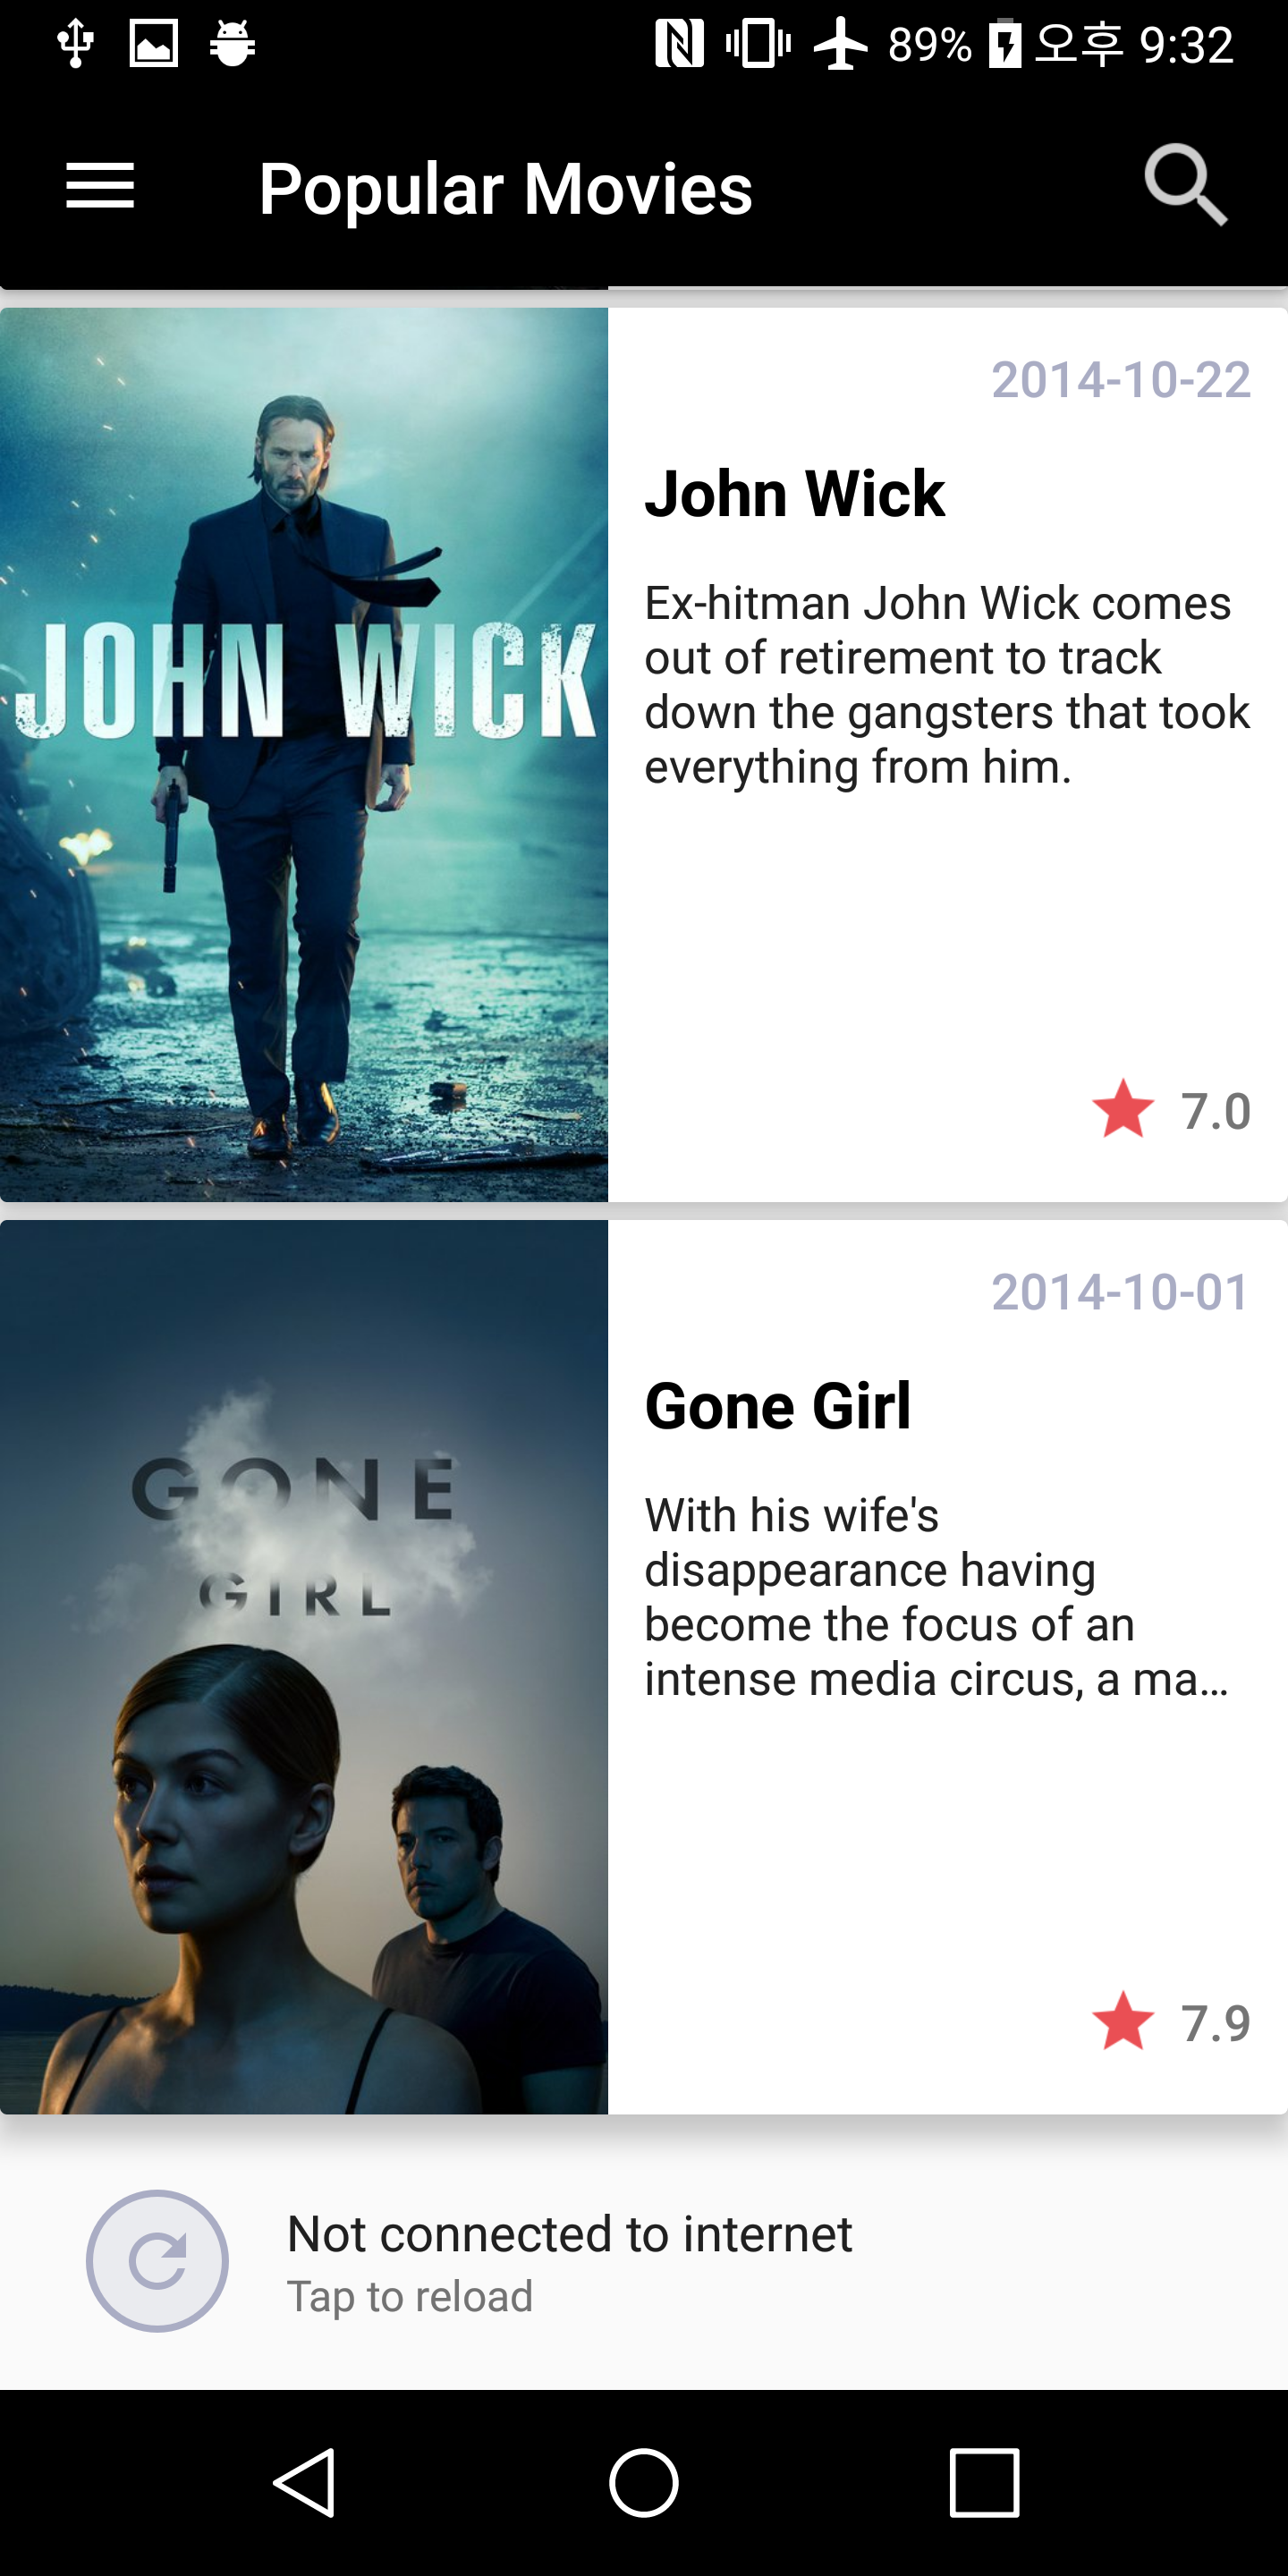 89% 오후 9:32
Popular Movies
2014-10-22
John Wick
JOHN WICK
Ex-hitman John Wick comes
out of retirement to track
down the gangsters that took
everything from him.
7.0
2014-10-01
Gone Girl
GONE
GIRL
With his wife's
disappearance having
become the focus of an
intense media circus, a ma...
7.9
Not connected to internet
Tap to reload